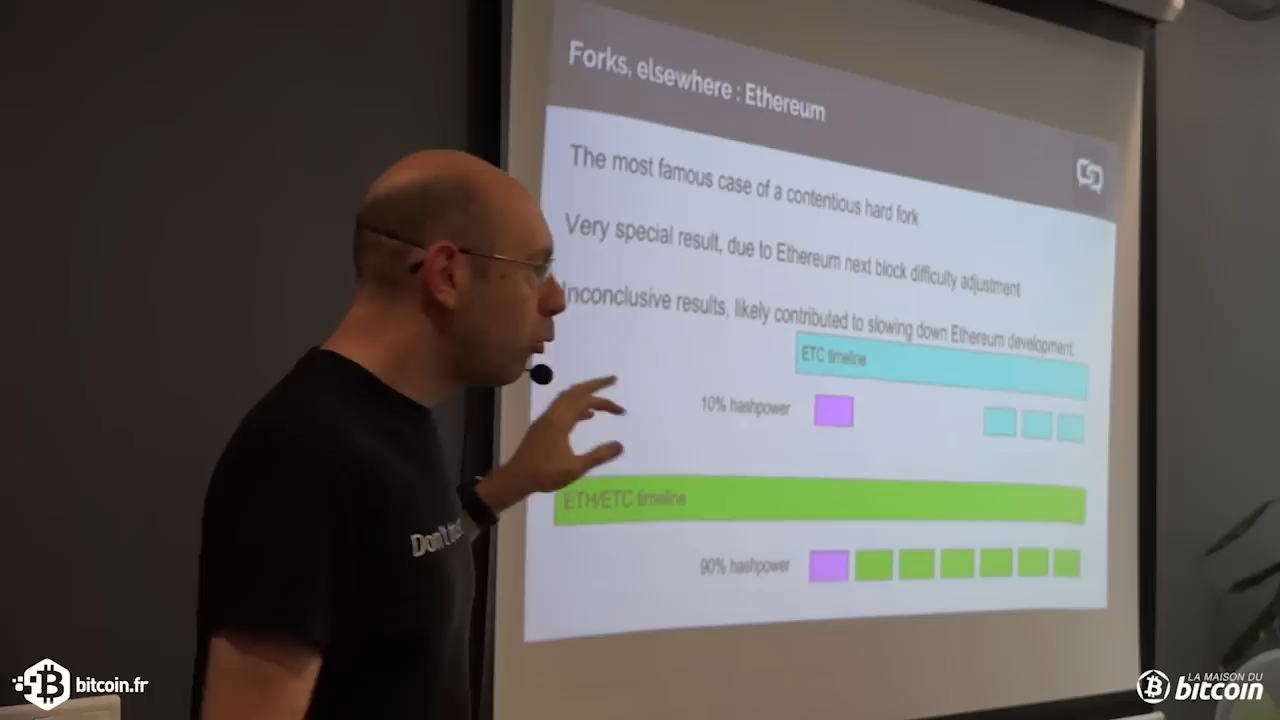 Forks, elsewhere : Ethereum
The most famous case of a contentious hard fork
Very special result, due to Ethereum next block difficulty adjustment
Inconclusive results, likely contributed to slowing down Ethereum development.
ETC timeline
10% hashpower
ETH/ETC timeline
90% hashpower
Don't
bitcoin.fr
LA MAISON DU
bitcoin